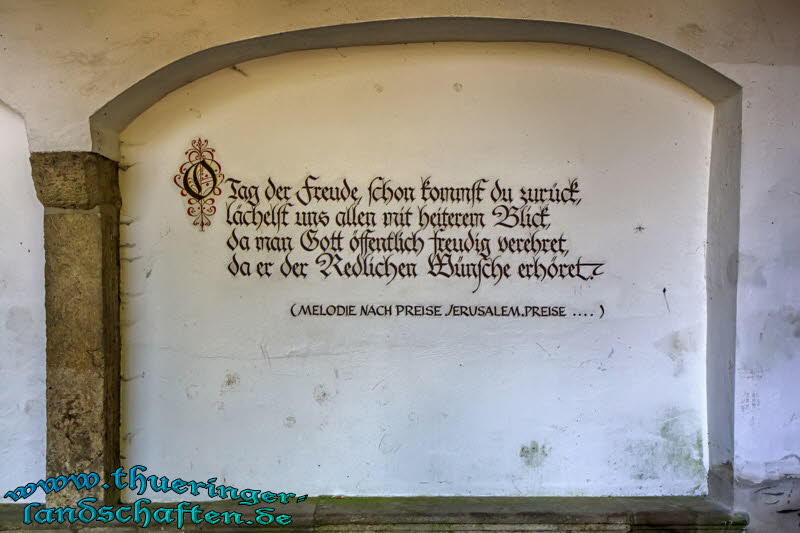 O Tag der Freude, schon kommst du zurück,
lächelst uns allen mit heiterem Blick,
da man Gott öffentlich freudig verehret,
da er der Redlichen Wünsche erhöret.
(MELODIE NACH PREISE JERUSALEM.PREISE ....)
www.thueringer-
landschaften.de